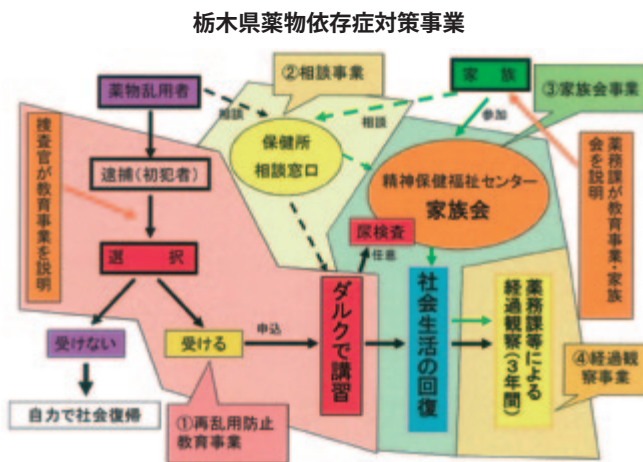 栃木県薬物依存症対策事業
薬物乱用者
②相談事業
家　族
③家族会事業
相談
相談
参加
保健所
相談窓口
捜査官が教育事業を説明
逮捕(初犯者)
精神保健福祉センター
家族会
薬務課が教育事業・家族
会を説明
尿検査
任意
選　択
ダルクで講習
社会生活の回復
薬務課等による
経過観察(3年間)
受けない
受ける
申込
④経過観
察事業
自力で社会復帰
①再乱用防止
教育事業